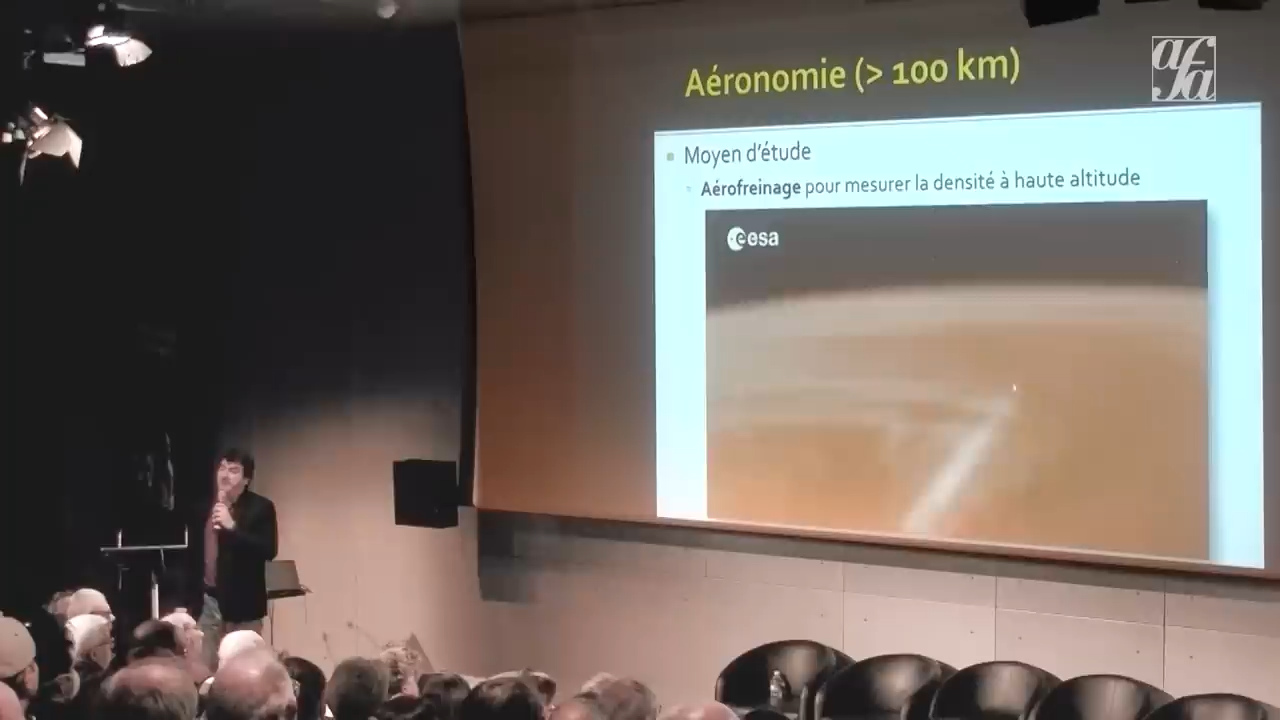 Aéronomie (> 100 km)
afa
Moyen d'étude
Aérofreinage pour mesurer la densité à haute altitude
esa